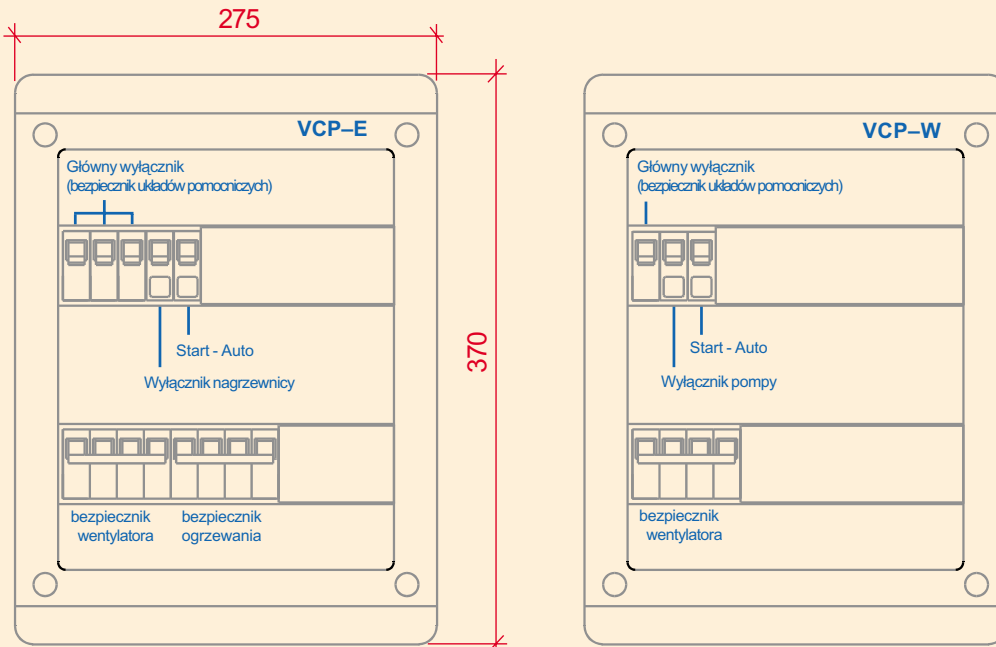 275
VCP–E
Główny wyłącznik
(bezpiecznik układów pomocniczych)
Start - Auto
Wyłącznik nagrzewnicy
bezpiecznik
wentylatora
bezpiecznik
ogrzewania
370
VCP–W
Główny wyłącznik
(bezpiecznik układów pomocniczych)
Start - Auto
Wyłącznik pompy
bezpiecznik
wentylatora